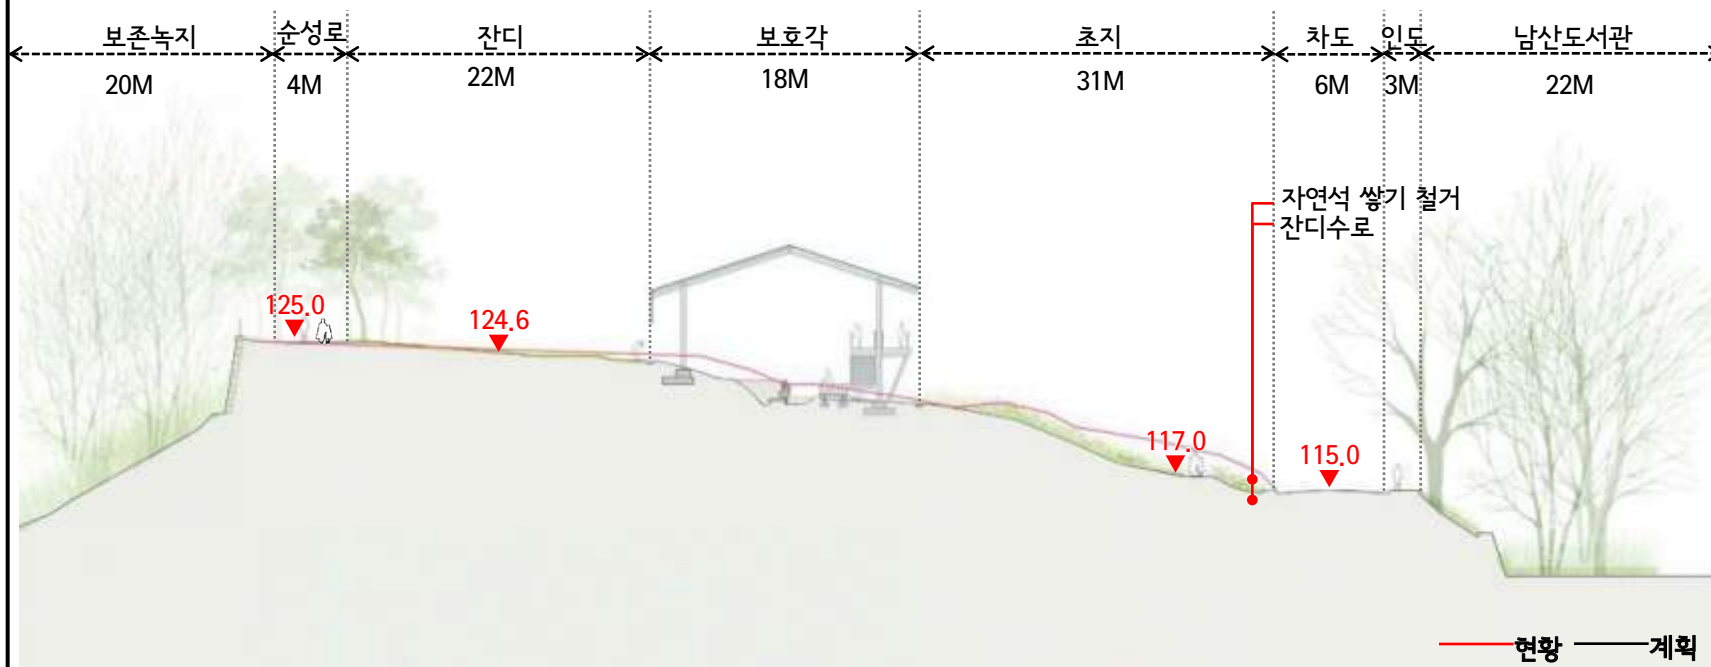 보존녹지 순성로 잔디 보호각 초지 차도 인도 남산도서관
20M 4M 22M 18M 31M 6M 3M 22M
자연석 쌓기 철거
잔디수로
125.0
124.6
117.0
115.0
현황 계획